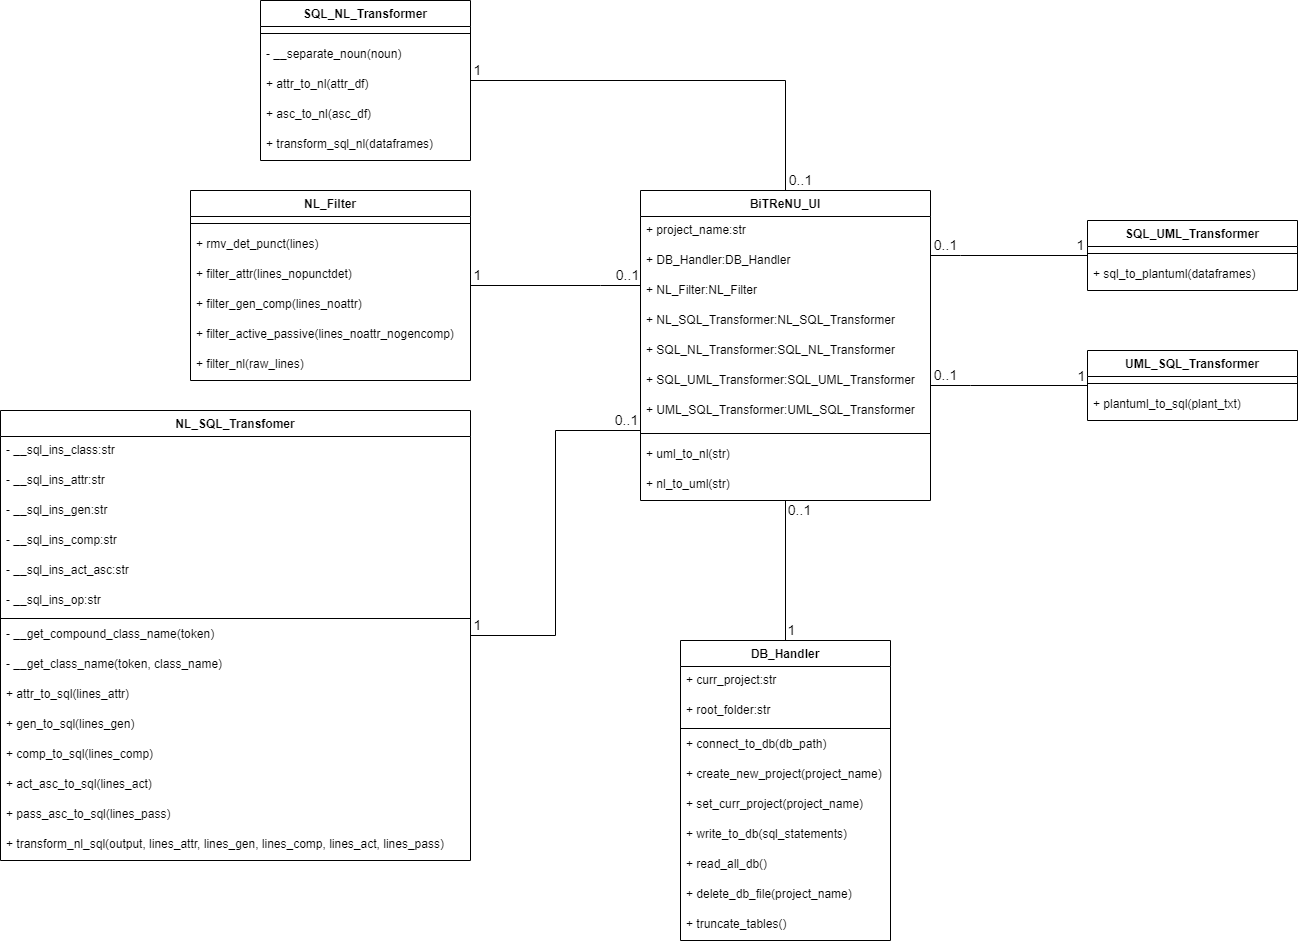 SQL_NL_Transformer
- __separate_noun(noun)
+ attr_to_nl(attr_df)
+ asc_to_nl(asc_df)
+ transform_sql_nl(dataframes)
1
0..1
NL_Filter
+ rmv_det_punct(lines)
+ filter_attr(lines_nopunctdet)
+ filter_gen_comp(lines_noattr)
+ filter_active_passive(lines_noattr_nogencomp)
+ filter_nl(raw_lines)
1
0..1
BiTReNU_UI
+ project_name:str
+ DB_Handler:DB_Handler
+ NL_Filter:NL_Filter
+ NL_SQL_Transformer:NL_SQL_Transformer
+ SQL_NL_Transformer:SQL_NL_Transformer
+ SQL_UML_Transformer:SQL_UML_Transformer
+ UML_SQL_Transformer:UML_SQL_Transformer
+ uml_to_nl(str)
+ nl_to_uml(str)
0..1
1
SQL_UML_Transformer
+ sql_to_plantuml(dataframes)
0..1
1
UML_SQL_Transformer
+ plantuml_to_sql(plant_txt)
NL_SQL_Transfomer
- __sql_ins_class:str
- __sql_ins_attr:str
- __sql_ins_gen:str
- __sql_ins_comp:str
- __sql_ins_act_asc:str
- __sql_ins_op:str
- __get_compound_class_name(token)
- __get_class_name(token, class_name)
+ attr_to_sql(lines_attr)
+ gen_to_sql(lines_gen)
+ comp_to_sql(lines_comp)
+ act_asc_to_sql(lines_act)
+ pass_asc_to_sql(lines_pass)
+ transform_nl_sql(output, lines_attr, lines_gen, lines_comp, lines_act, lines_pass)
0..1
1
0..1
1
DB_Handler
+ curr_project:str
+ root_folder:str
+ connect_to_db(db_path)
+ create_new_project(project_name)
+ set_curr_project(project_name)
+ write_to_db(sql_statements)
+ read_all_db()
+ delete_db_file(project_name)
+ truncate_tables()